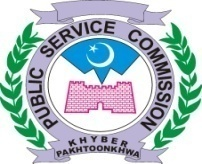 PUBLIC SERVICE COMMISSION
KHYBER
PAKHTOONKHWA